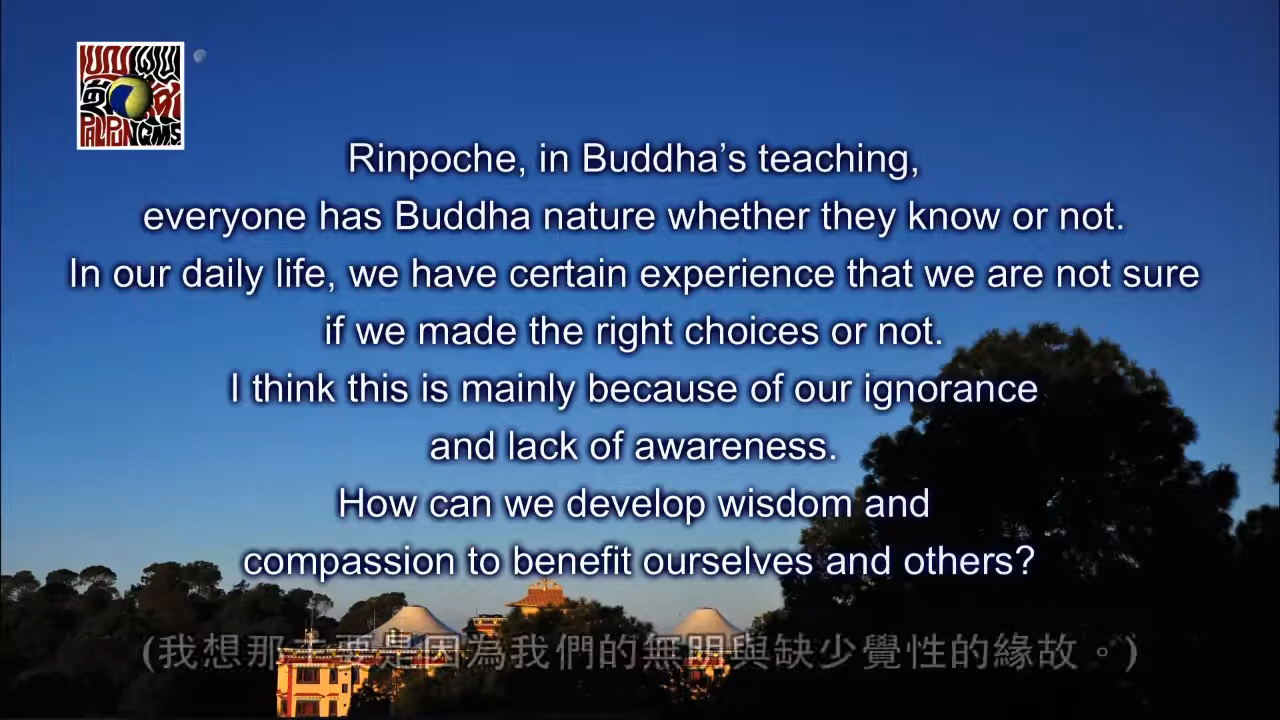 PALPUNG M.S.
Rinpoche, in Buddha’s teaching,
everyone has Buddha nature whether they know or not.
In our daily life, we have certain experience that we are not sure
if we made the right choices or not.
I think this is mainly because of our ignorance
and lack of awareness.
How can we develop wisdom and
compassion to benefit ourselves and others?
(我想那主要是因為我們的無明與缺少覺性的緣故。)